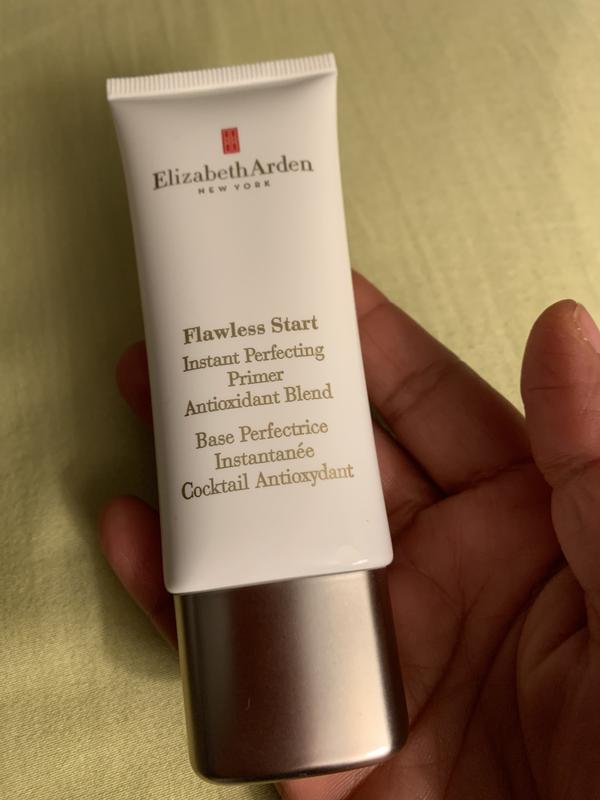 ElizabethArden
NEW YORK
Flawless Start
Instant Perfecting
Primer
Antioxidant Blend
Base Perfectrice
Instantanée
Cocktail Antioxydant